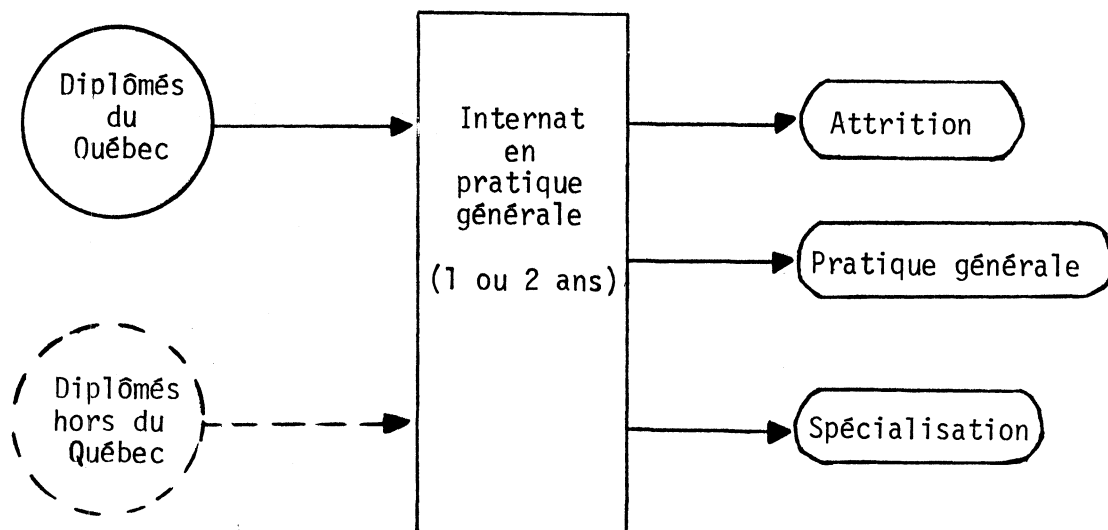 Diplômés
du
Québec
Internat
en
pratique
générale
(1 ou 2 ans)
Attrition
Pratique générale
Spécialisation
Diplômés
hors du
Québec